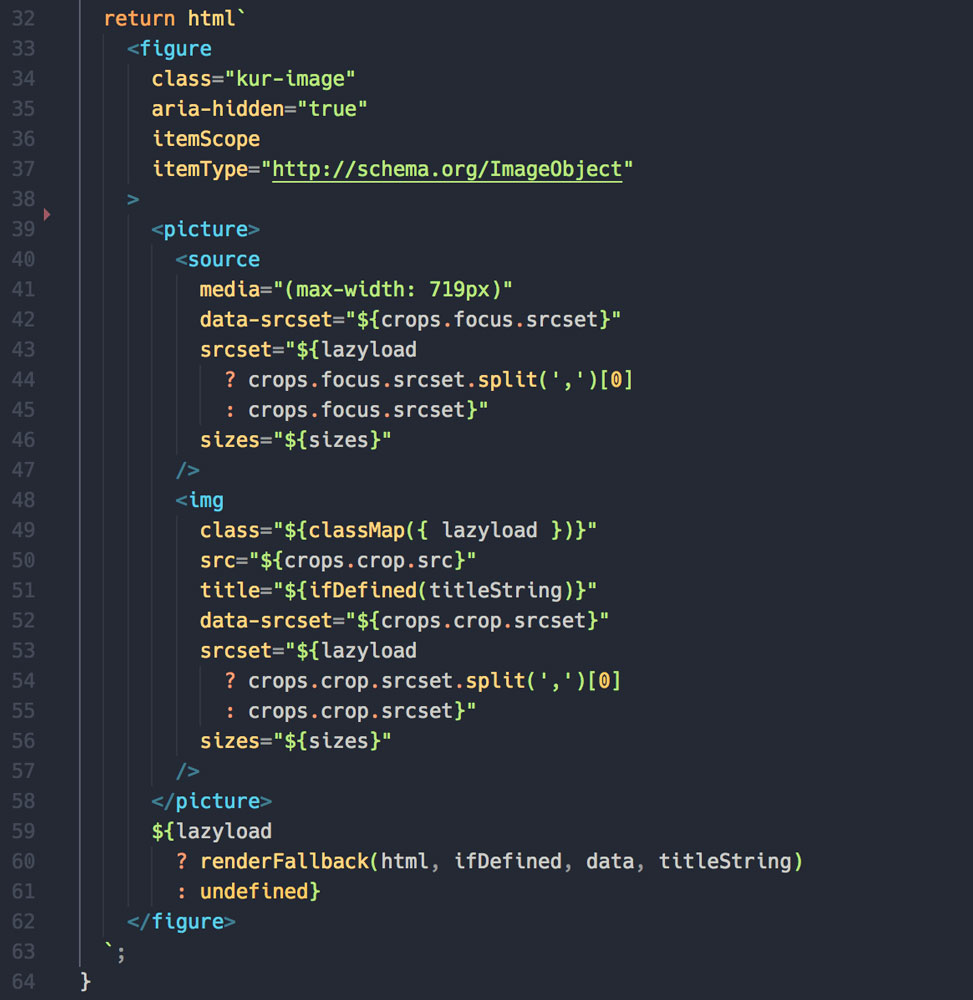 32 return html`
33 <figure
34 class="kur-image"
35 aria-hidden="true"
36 itemScope
37 itemType="http://schema.org/ImageObject"
38 >
39 <picture>
40 <source
41 media="(max-width: 719px)"
42 data-srcset="${crops.focus.srcset}"
43 srcset="${lazyload
44 ? crops.focus.srcset.split(',')[0]
45 : crops.focus.srcset}"
46 sizes="${sizes}"
47 />
48 <img
49 class="${classMap({ lazyload })}"
50 src="${crops.crop.src}"
51 title="${ifDefined(titleString)}"
52 data-srcset="${crops.crop.srcset}"
53 srcset="${lazyload
54 ? crops.crop.srcset.split(',')[0]
55 : crops.crop.srcset}"
56 sizes="${sizes}"
57 />
58 </picture>
59 ${lazyload
60 ? renderFallback(html, ifDefined, data, titleString)
61 : undefined}
62 </figure>
63 `;
64 }